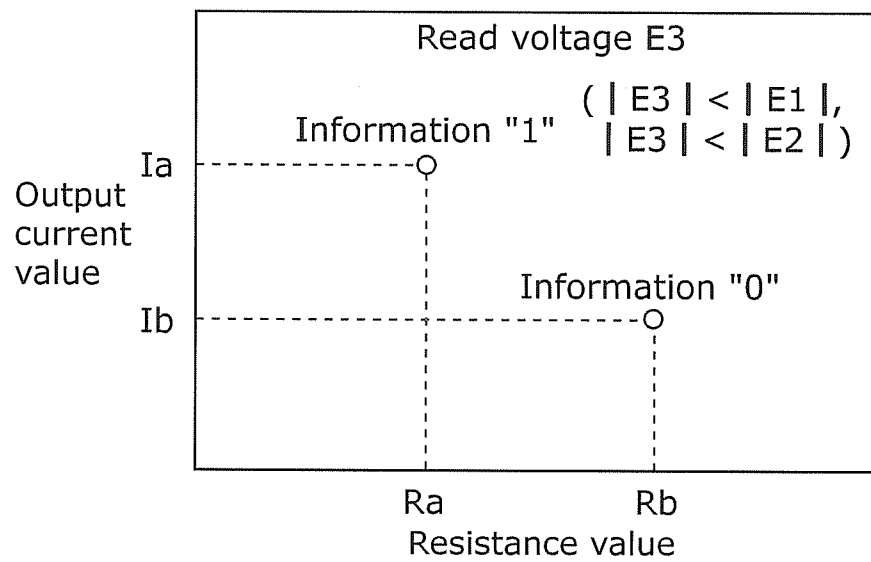 Read voltage E3
( | E3 | < | E1 |,
| E3 | < | E2 | )
Information "1"
Ia
Output
current
value
Information "0"
Ib
Ra
Rb
Resistance value